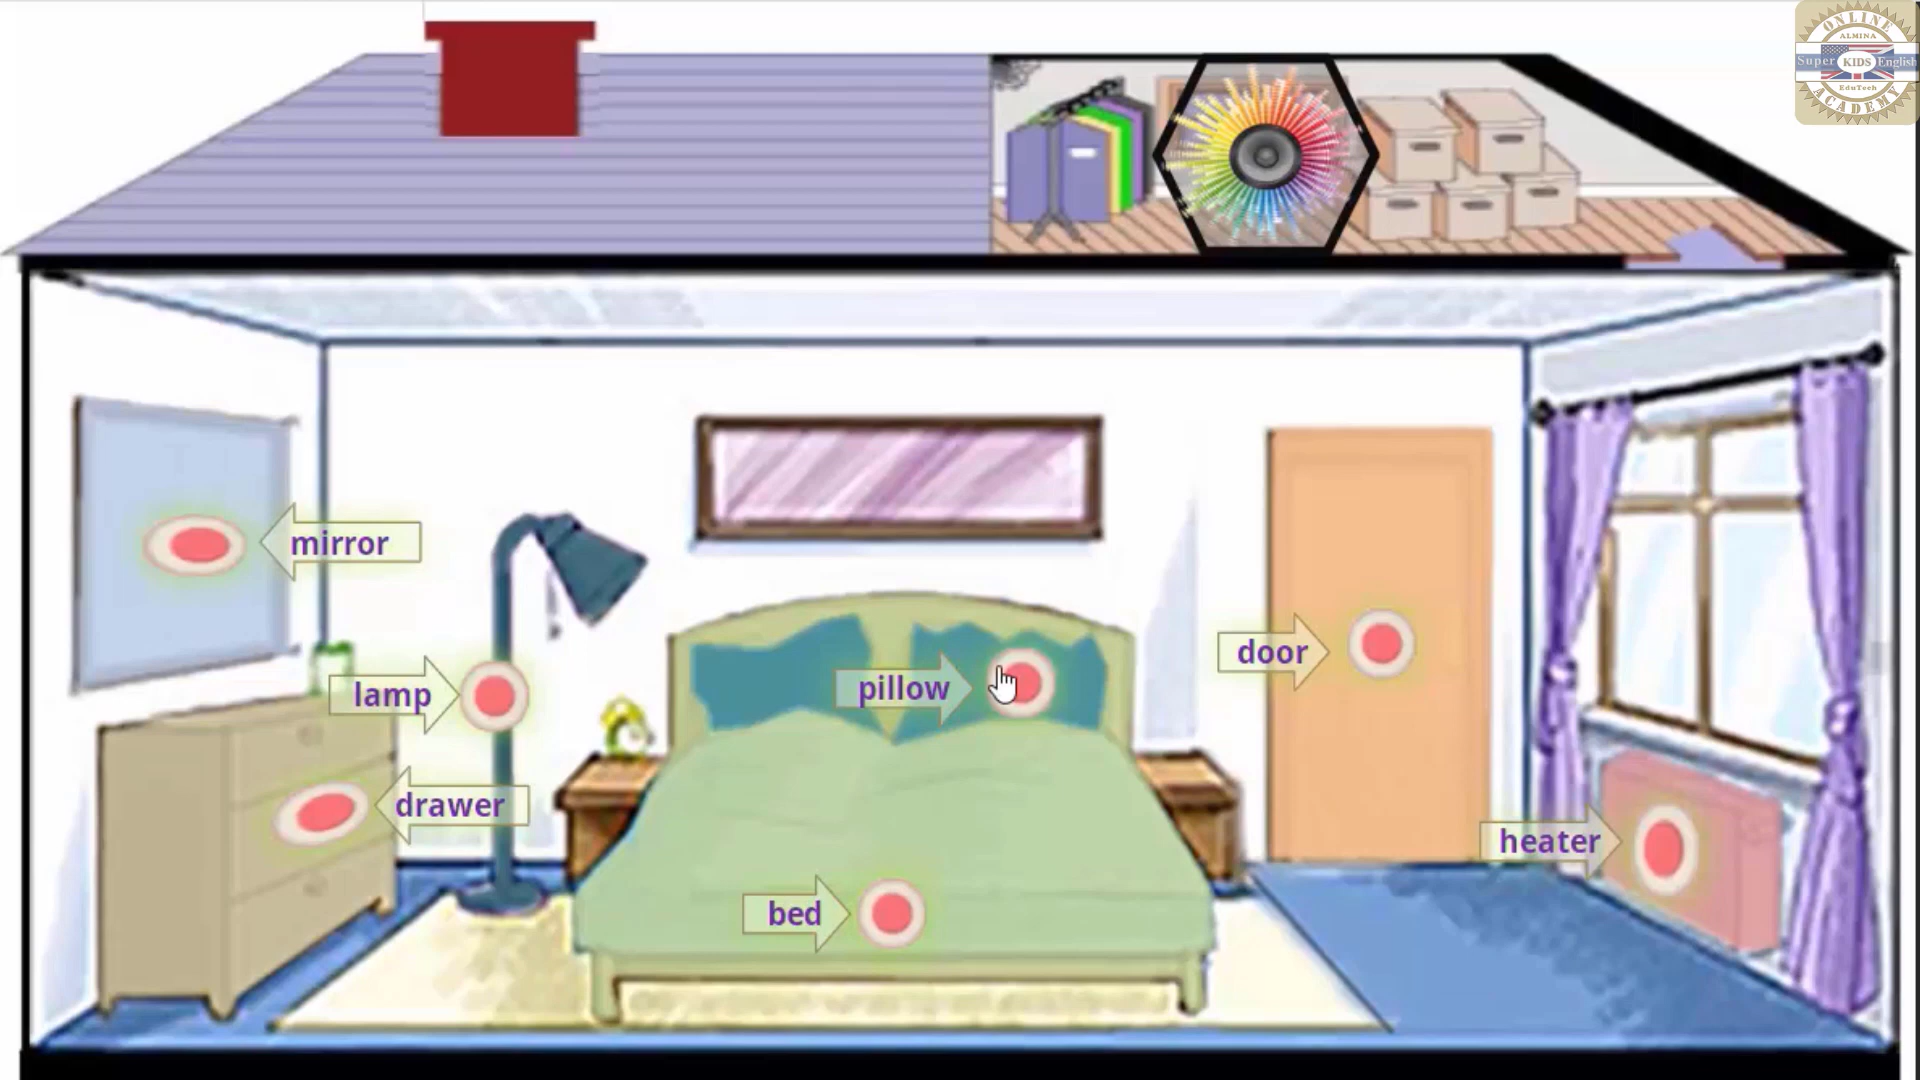 ONLINE
ALMINA
Super KIDS English
EduTech
ACADEMY
mirror
door
pillow
lamp
drawer
heater
bed